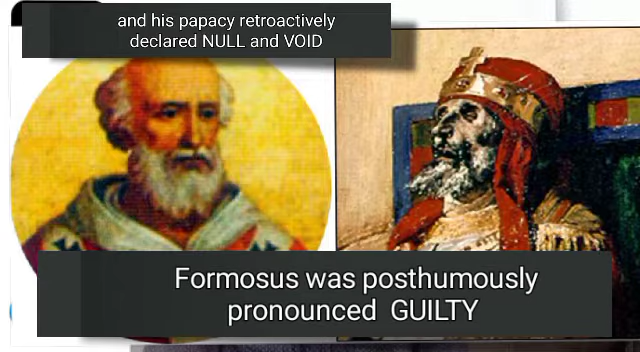 and his papacy retroactively
declared NULL and VOID
Formosus was posthumously
pronounced GUILTY